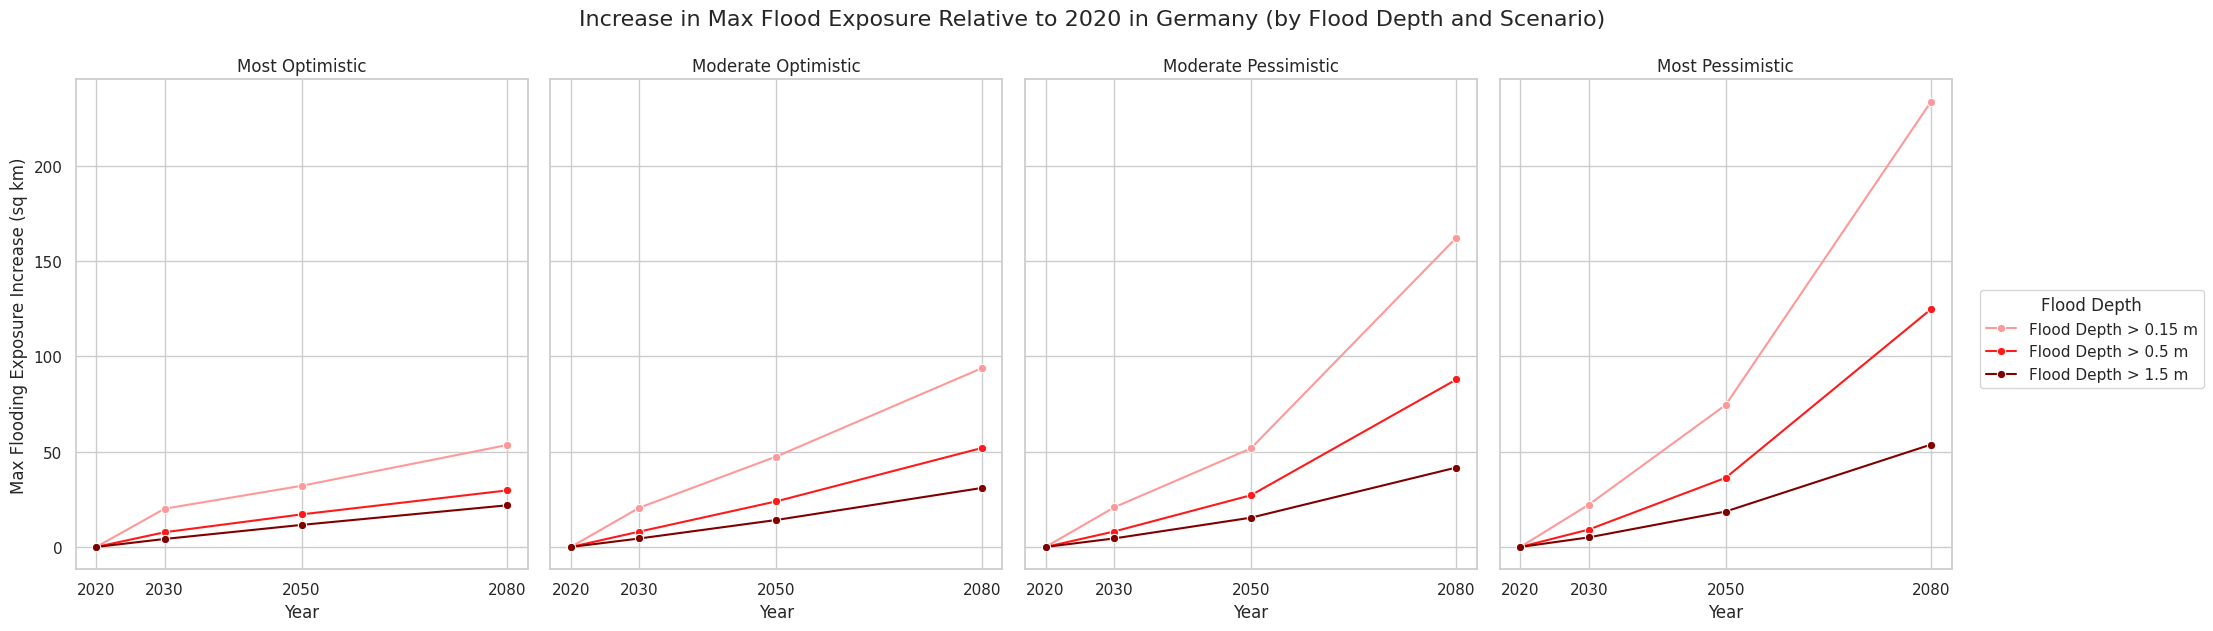 Increase in Max Flood Exposure Relative to 2020 in Germany (by Flood Depth and Scenario)
Most Optimistic
Moderate Optimistic
Moderate Pessimistic
Most Pessimistic
Max Flooding Exposure Increase (sq km)
200
150
100
50
0
2020 2030 2050 2080
2020 2030 2050 2080
2020 2030 2050 2080
2020 2030 2050 2080
Year
Year
Year
Year
Flood Depth
Flood Depth > 0.15 m
Flood Depth > 0.5 m
Flood Depth > 1.5 m